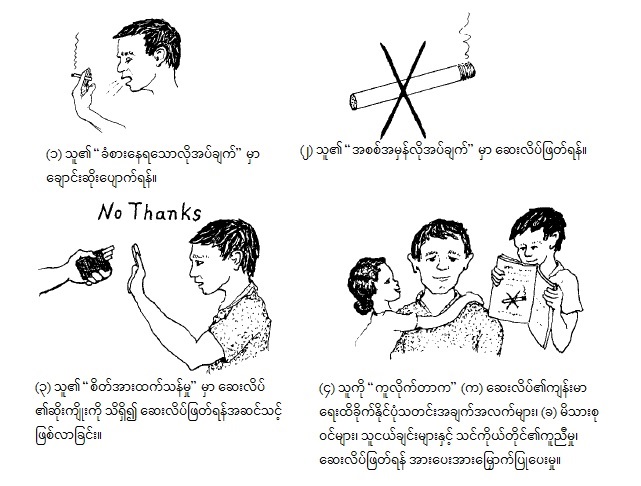 (၁) သူ၏ “ ခံစားနေရသောလိုအပ်ချက်” မှာ
ချောင်းဆိုးပျောက်ရန်။
(၂) သူ၏ “အစစ်အမှန်လိုအပ်ချက်” မှာ ဆေးလိပ်ဖြတ်ရန်။
No Thanks
(၃) သူ၏ “စိတ်အားထက်သန်မှု” မှာ ဆေးလိပ်
၏ဆိုးကျိုးကို သိရှိ၍ ဆေးလိပ်ဖြတ်ရန်အဆင်သင့်
ဖြစ်လာခြင်း။
(၄) သူ့ကို “ ကူလိုက်တာက” (က) ဆေးလိပ်၏ကျန်းမာ
ရေးထိခိုက်နိုင်ပုံသတင်းအချက်အလက်များ၊ (ခ) မိသားစု
ဝင်များ၊ သူငယ်ချင်းများနှင့် သင်ကိုယ်တိုင်၏ကူညီမှု၊
ဆေးလိပ်ဖြတ်ရန် အားပေးအားမြှောက်ပြုပေးမှု။